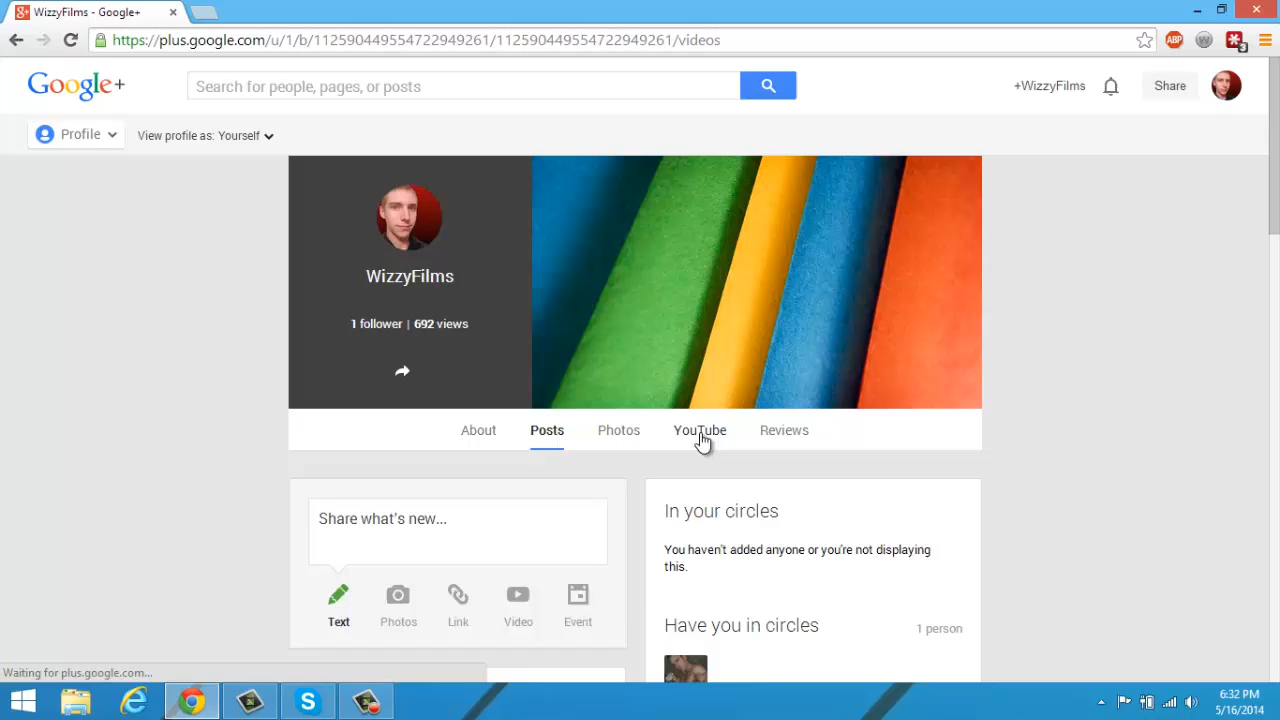 WizzyFilms - Google+
https://plus.google.com/u/1/b/112590449554722949261/112590449554722949261/videos
ABP
W
3
Google+
Search for people, pages, or posts
+WizzyFilms
Share
Profile
View profile as: Yourself
WizzyFilms
1 follower | 692 views
About Posts Photos YouTube Reviews
Share what's new...
Text Photos Link Video Event
In your circles
You haven't added anyone or you're not displaying
this.
Have you in circles
1 person
Waiting for plus.google.com...
6:32 PM
5/16/2014